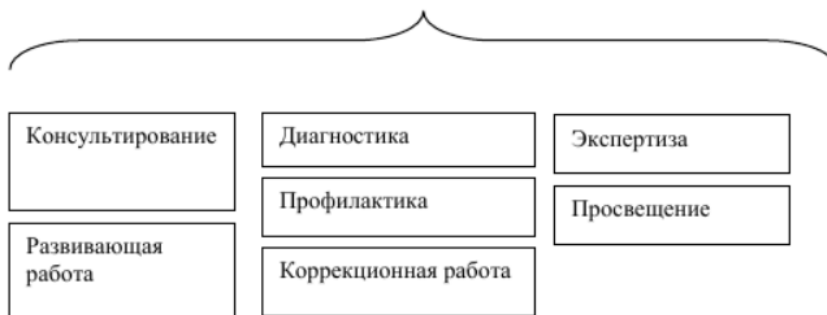 Консультирование
Развивающая
работа
Диагностика
Профилактика
Коррекционная работа
Экспертиза
Просвещение